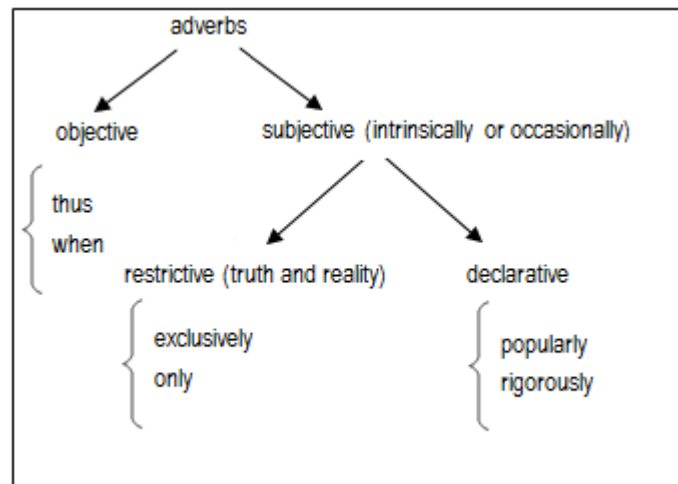 adverbs
objective
subjective (intrinsically or occasionally)
thus
when
restrictive (truth and reality)
declarative
exclusively
only
popularly
rigorously